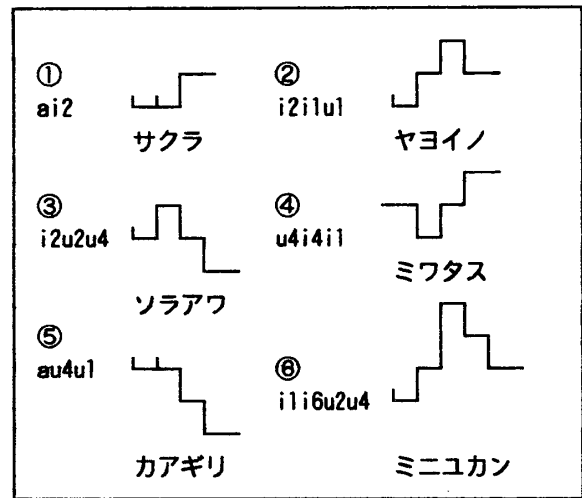 ①
ai2
サクラ
②
i2i1u1
ヤヨイノ
③
i2u2u4
ソラアワ
④
u4i4i1
ミワタス
⑤
au4u1
カアギリ
⑥
i1i6u2u4
ミニユカン